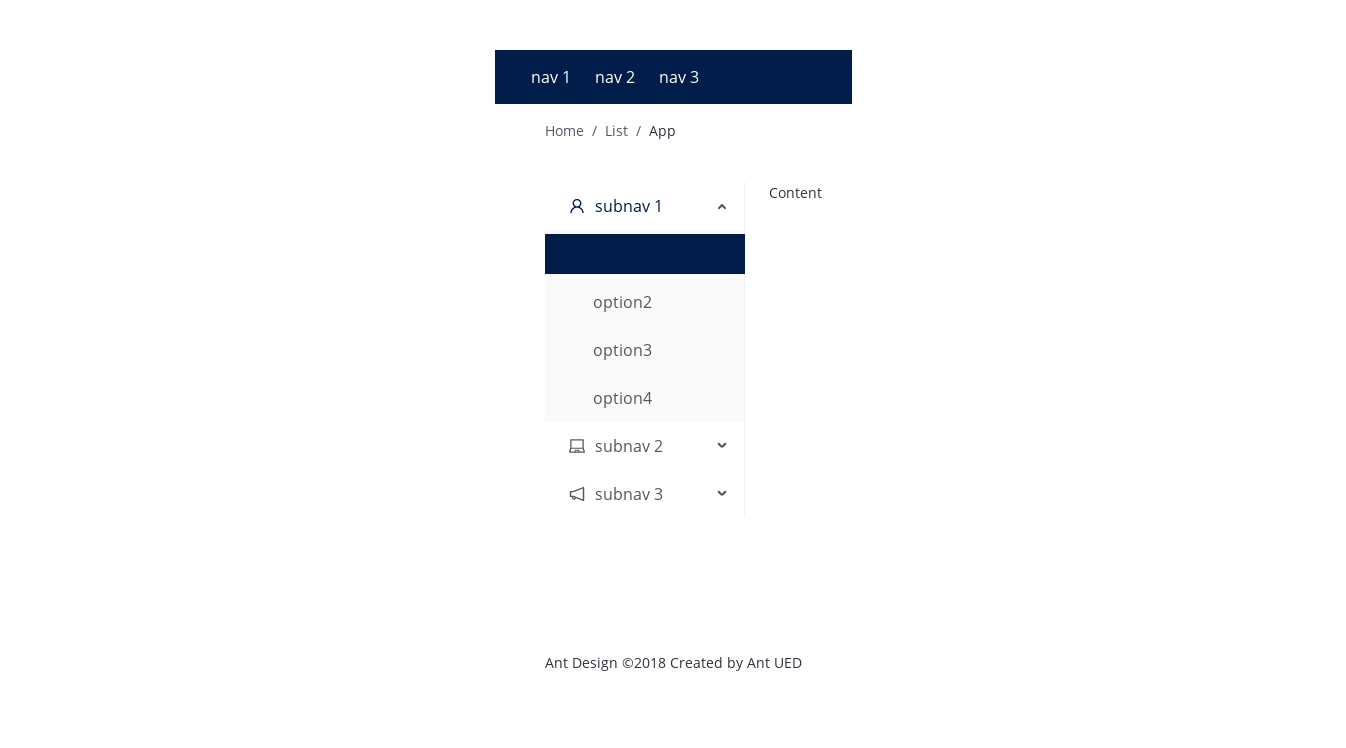 nav 1 nav 2 nav 3
Home / List / App
subnav 1
Content
option2
option3
option4
subnav 2
subnav 3
Ant Design ©2018 Created by Ant UED